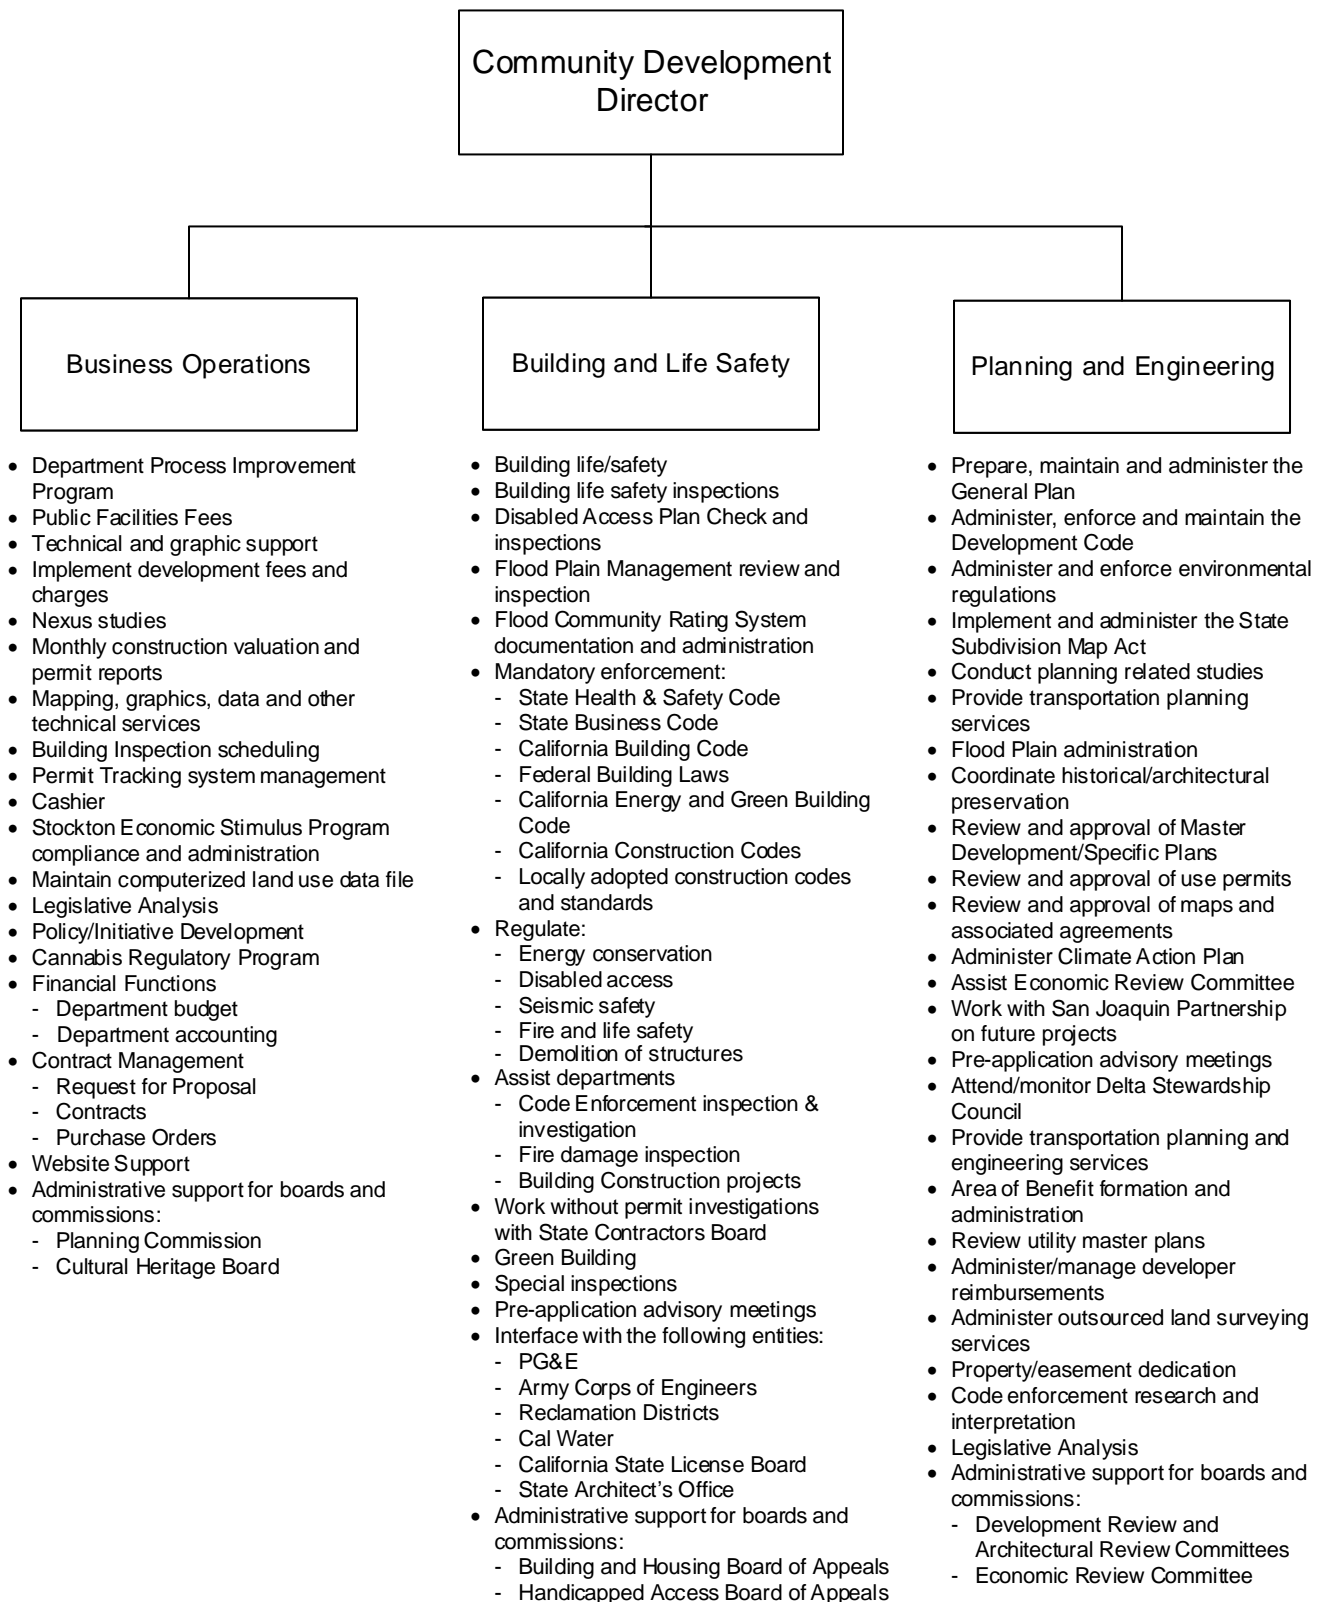 Community Development
Director
Business Operations
• Department Process Improvement
Program
• Public Facilities Fees
• Technical and graphic support
• Implement development fees and
charges
• Nexus studies
• Monthly construction valuation and
permit reports
• Mapping, graphics, data and other
technical services
• Building Inspection scheduling
• Permit Tracking system management
• Cashier
• Stockton Economic Stimulus Program
compliance and administration
• Maintain computerized land use data file
• Legislative Analysis
• Policy/Initiative Development
• Cannabis Regulatory Program
• Financial Functions
- Department budget
- Department accounting
• Contract Management
- Request for Proposal
- Contracts
- Purchase Orders
• Website Support
• Administrative support for boards and
commissions:
- Planning Commission
- Cultural Heritage Board
Building and Life Safety
• Building life/safety
• Building life safety inspections
• Disabled Access Plan Check and
inspections
• Flood Plain Management review and
inspection
• Flood Community Rating System
documentation and administration
• Mandatory enforcement:
- State Health & Safety Code
- State Business Code
- California Building Code
- Federal Building Laws
- California Energy and Green Building
Code
- California Construction Codes
- Locally adopted construction codes
and standards
• Regulate:
- Energy conservation
- Disabled access
- Seismic safety
- Fire and life safety
- Demolition of structures
• Assist departments
- Code Enforcement inspection &
investigation
- Fire damage inspection
- Building Construction projects
• Work without permit investigations
with State Contractors Board
• Green Building
• Special inspections
• Pre-application advisory meetings
• Interface with the following entities:
- PG&E
- Army Corps of Engineers
- Reclamation Districts
- Cal Water
- California State License Board
- State Architect's Office
• Administrative support for boards and
commissions:
- Building and Housing Board of Appeals
- Handicapped Access Board of Appeals
Planning and Engineering
• Prepare, maintain and administer the
General Plan
• Administer, enforce and maintain the
Development Code
• Administer and enforce environmental
regulations
• Implement and administer the State
Subdivision Map Act
• Conduct planning related studies
• Provide transportation planning
services
• Flood Plain administration
• Coordinate historical/architectural
preservation
• Review and approval of Master
Development/Specific Plans
• Review and approval of use permits
• Review and approval of maps and
associated agreements
• Administer Climate Action Plan
• Assist Economic Review Committee
• Work with San Joaquin Partnership
on future projects
• Pre-application advisory meetings
• Attend/monitor Delta Stewardship
Council
• Provide transportation planning and
engineering services
• Area of Benefit formation and
administration
• Review utility master plans
• Administer/manage developer
reimbursements
• Administer outsourced land surveying
services
• Property/easement dedication
• Code enforcement research and
interpretation
• Legislative Analysis
• Administrative support for boards and
commissions:
- Development Review and
Architectural Review Committees
- Economic Review Committee